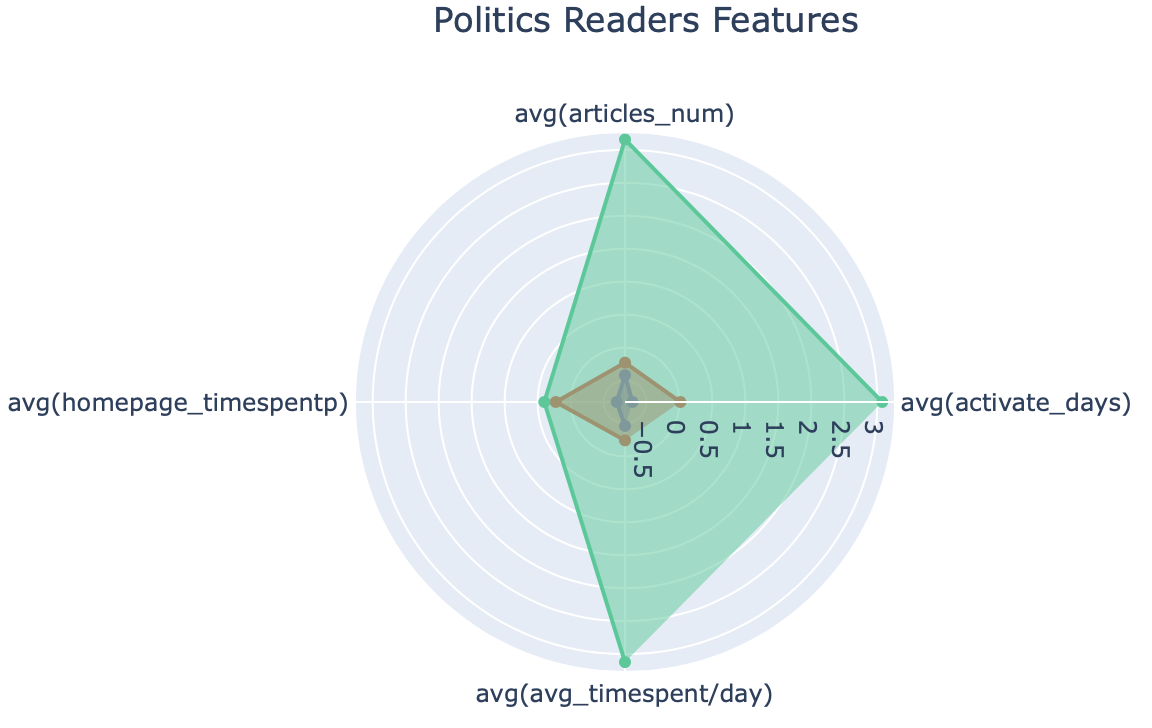 Politics Readers Features
avg(articles_num)
avg(homepage_timespentp)
avg(activate_days)
−0.5
0
0.5
1
1.5
2
2.5
3
avg(avg_timespent/day)